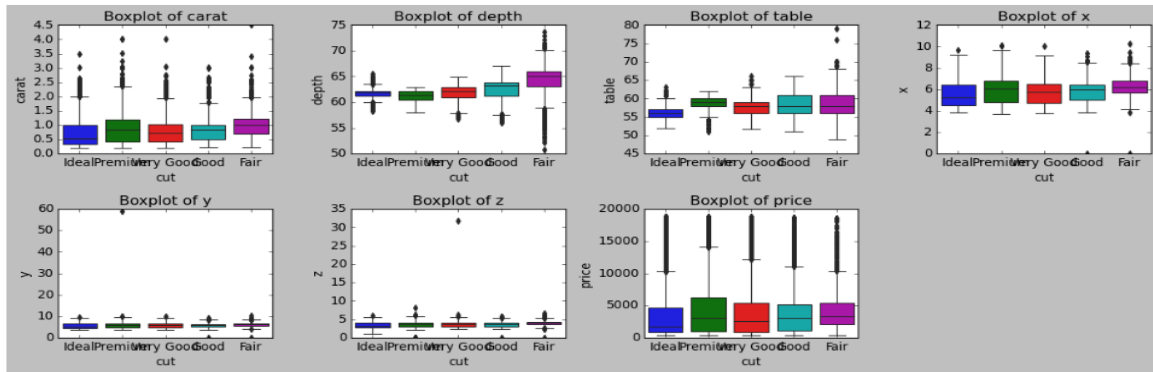 Boxplot of carat
4.5
4.0
3.5
3.0
2.5
2.0
1.5
1.0
0.5
0.0
carat
Ideal Premium Very Good Good Fair
cut
Boxplot of depth
75
70
65
60
55
50
depth
Ideal Premium Very Good Good Fair
cut
Boxplot of table
80
75
70
65
60
55
50
45
table
Ideal Premium Very Good Good Fair
cut
Boxplot of x
12
10
8
6
4
2
0
x
Ideal Premium Very Good Good Fair
cut
Boxplot of y
60
50
40
30
20
10
0
y
Ideal Premium Very Good Good Fair
cut
Boxplot of z
35
30
25
20
15
10
5
0
z
Ideal Premium Very Good Good Fair
cut
Boxplot of price
20000
15000
10000
5000
0
price
Ideal Premium Very Good Good Fair
cut